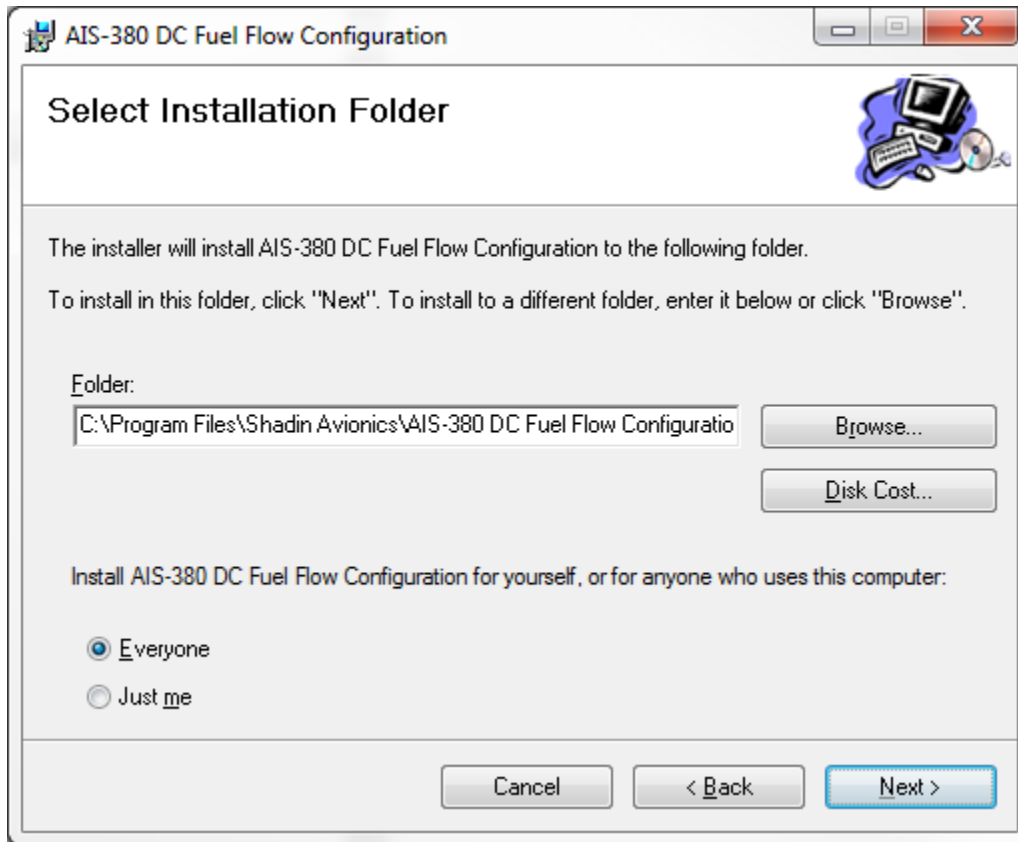 AIS-380 DC Fuel Flow Configuration
Select Installation Folder
The installer will install AIS-380 DC Fuel Flow Configuration to the following folder.
To install in this folder, click "Next". To install to a different folder, enter it below or click "Browse".
Folder:
C:\Program Files\Shadin Avionics\AIS-380 DC Fuel Flow Configuratio
Browse...
Disk Cost...
Install AIS-380 DC Fuel Flow Configuration for yourself, or for anyone who uses this computer:
Everyone
Just me
Cancel
< Back
Next >